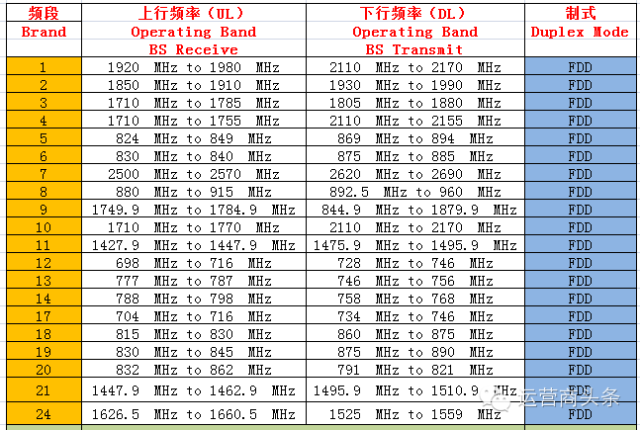 频段 上行频率（UL） 下行频率（DL） 制式
Brand Operating Band Operating Band Duplex Mode
BS Receive BS Transmit
1 1920 MHz to 1980 MHz 2110 MHz to 2170 MHz FDD
2 1850 MHz to 1910 MHz 1930 MHz to 1990 MHz FDD
3 1710 MHz to 1785 MHz 1805 MHz to 1880 MHz FDD
4 1710 MHz to 1755 MHz 2110 MHz to 2155 MHz FDD
5 824 MHz to 849 MHz 869 MHz to 894 MHz FDD
6 830 MHz to 840 MHz 875 MHz to 885 MHz FDD
7 2500 MHz to 2570 MHz 2620 MHz to 2690 MHz FDD
8 880 MHz to 915 MHz 892.5 MHz to 960 MHz FDD
9 1749.9 MHz to 1784.9 MHz 844.9 MHz to 1879.9 MHz FDD
10 1710 MHz to 1770 MHz 2110 MHz to 2170 MHz FDD
11 1427.9 MHz to 1447.9 MHz 1475.9 MHz to 1495.9 MHz FDD
12 698 MHz to 716 MHz 728 MHz to 746 MHz FDD
13 777 MHz to 787 MHz 746 MHz to 756 MHz FDD
14 788 MHz to 798 MHz 758 MHz to 768 MHz FDD
17 704 MHz to 716 MHz 734 MHz to 746 MHz FDD
18 815 MHz to 830 MHz 860 MHz to 875 MHz FDD
19 830 MHz to 845 MHz 875 MHz to 890 MHz FDD
20 832 MHz to 862 MHz 791 MHz to 821 MHz FDD
21 1447.9 MHz to 1462.9 MHz 1495.9 MHz to 1510.9 MHz FDD
运营商头条
24 1626.5 MHz to 1660.5 MHz 1525 MHz to 1559 MHz FDD